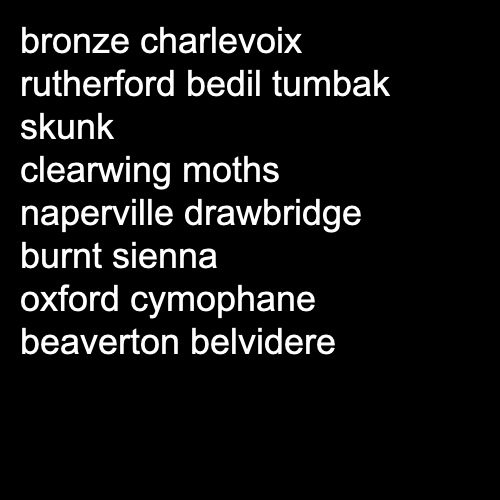 bronze charlevoix
rutherford bedil tumbak
skunk
clearwing moths
naperville drawbridge
burnt sienna
oxford cymophane
beaverton belvidere